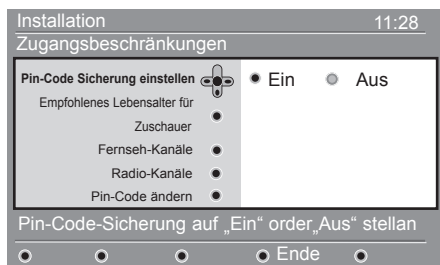 Installation 11:28
Zugangsbeschränkungen
Pin-Code Sicherung einstellen Ein Aus
Empfohlenes Lebensalter für
Zuschauer
Fernseh-Kanäle
Radio-Kanäle
Pin-Code ändern
Pin-Code-Sicherung auf „Ein“ order„Aus“ stellan
Ende